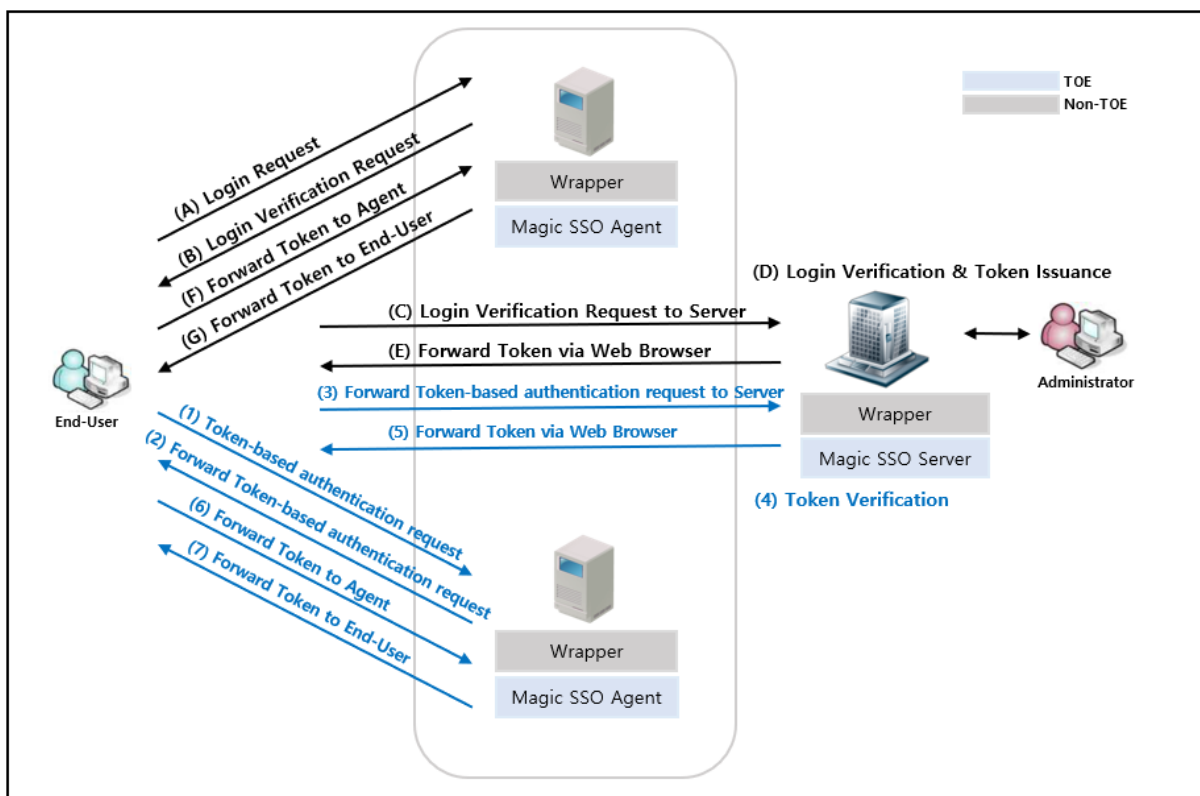 TOE
Non-TOE
Wrapper
Magic SSO Agent
(A) Login Request
(B) Login Verification Request
(F) Forward Token to Agent
(G) Forward Token to End-User
(D) Login Verification & Token Issuance
(C) Login Verification Request to Server
(E) Forward Token via Web Browser
(3) Forward Token-based authentication request to Server
(5) Forward Token via Web Browser
End-User
Administrator
Wrapper
Magic SSO Server
(4) Token Verification
(1) Token-based authentication request
(2) Forward Token-based authentication request
(6) Forward Token to Agent
(7) Forward Token to End-User
Wrapper
Magic SSO Agent